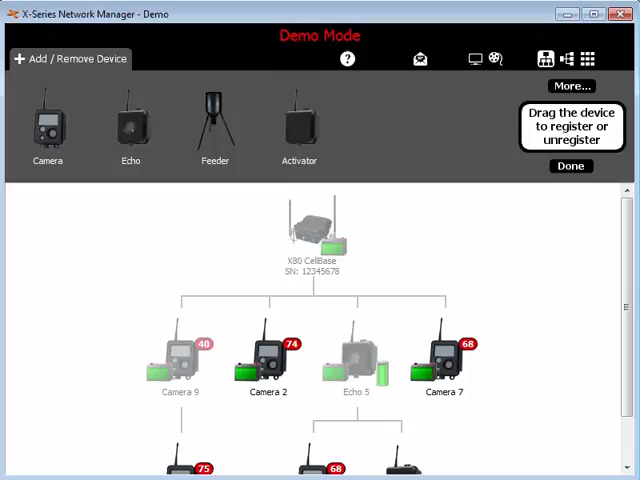 X-Series Network Manager - Demo
Demo Mode
Add / Remove Device
?
More...
Drag the device
to register or
unregister
Done
Camera
Echo
Feeder
Activator
X80 CellBase
SN: 12345678
40
74
68
Camera 9
Camera 2
Echo 5
Camera 7
75
68